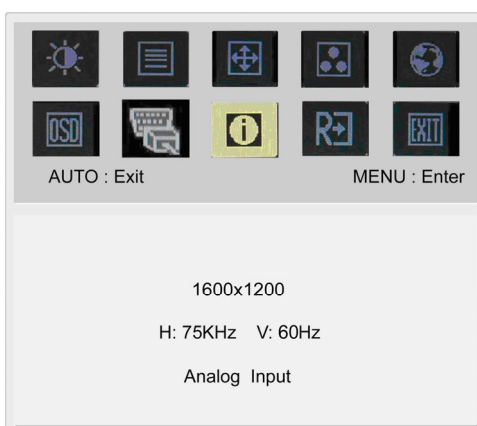 OSD R EXIT
AUTO : Exit MENU : Enter
1600x1200
H: 75KHz V: 60Hz
Analog Input